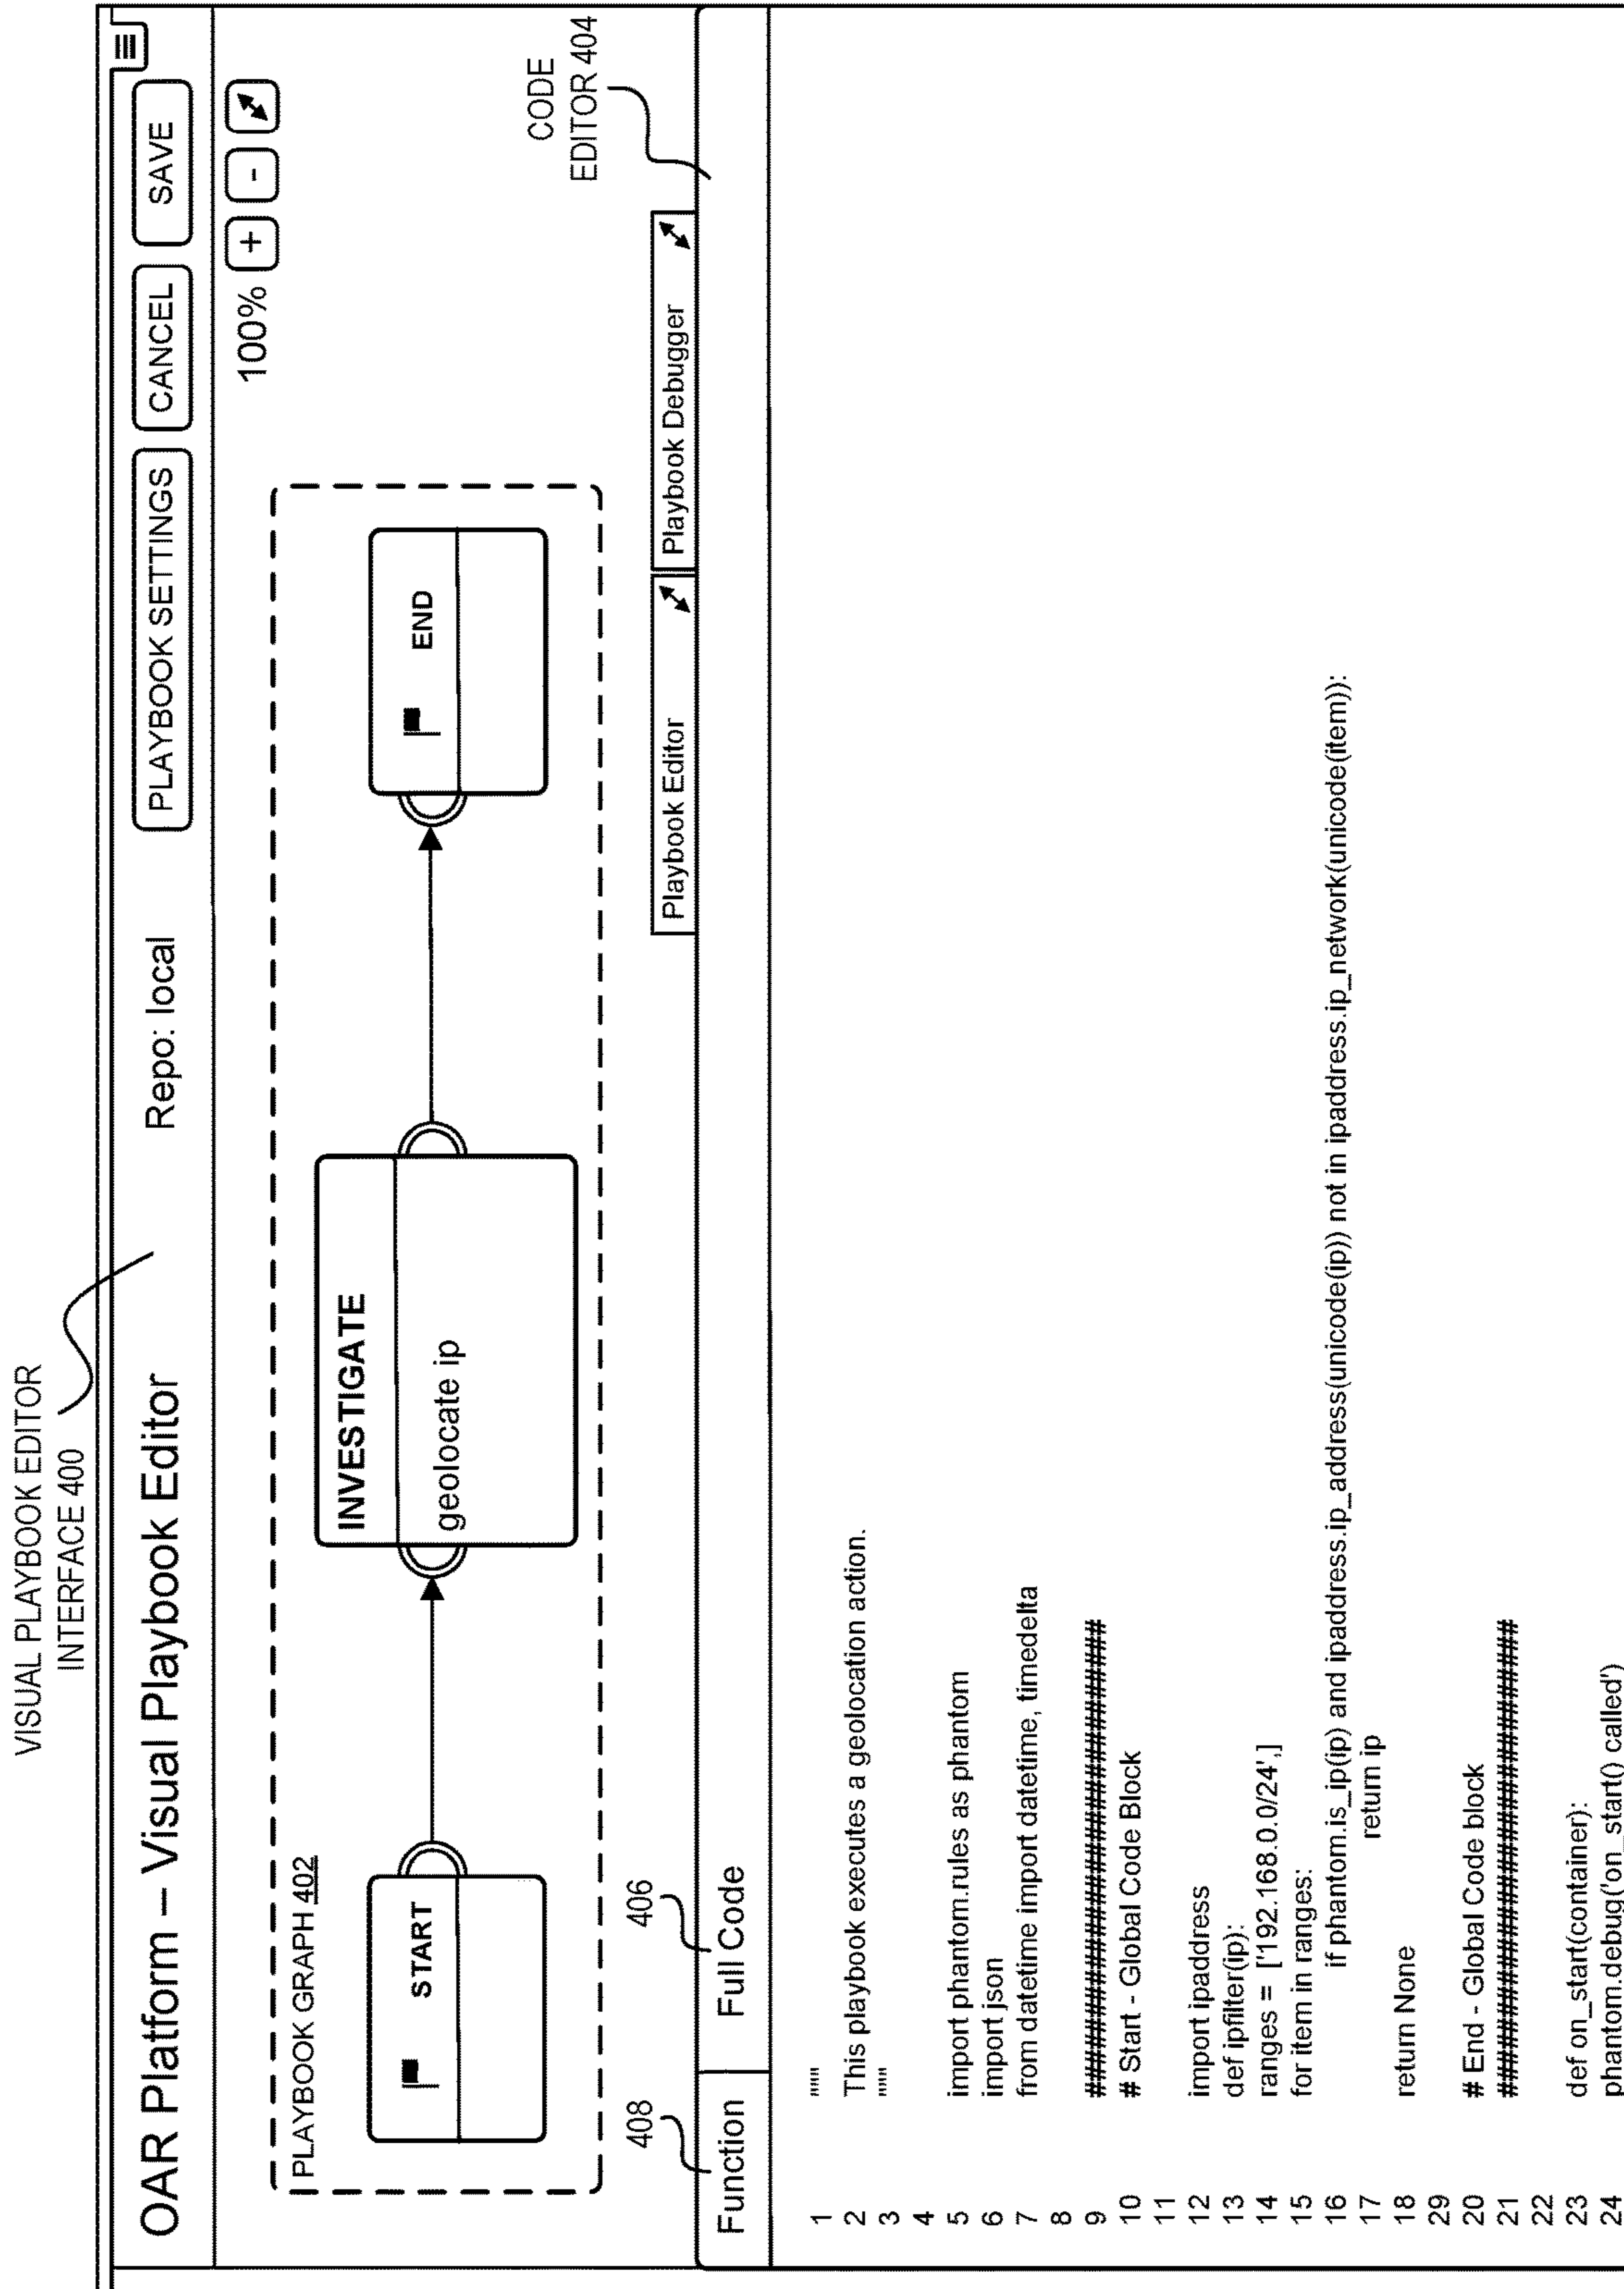 VISUAL PLAYBOOK EDITOR
INTERFACE 400
OAR Platform – Visual Playbook Editor
Repo: local
PLAYBOOK SETTINGS
CANCEL
SAVE
100%
+
-
PLAYBOOK GRAPH 402
START
INVESTIGATE
geolocate ip
END
CODE
EDITOR 404
Playbook Editor
Playbook Debugger
408
406
Function
Full Code
1 """
2 This playbook executes a geolocation action.
3 """
4
5 import phantom.rules as phantom
6 import json
7 from datetime import datetime, timedelta
8
9 ##############################
10 # Start - Global Code Block
11
12 import ipaddress
13 def ipfilter(ip):
14 ranges = ['192.168.0.0/24',]
15 for item in ranges:
16 if phantom.is_ip(ip) and ipaddress.ip_address(unicode(ip)) not in ipaddress.ip_network(unicode(item)):
17 return ip
18 return None
29
20 # End - Global Code block
21 ##############################
22
23 def on_start(container):
24 phantom.debug('on_start() called')